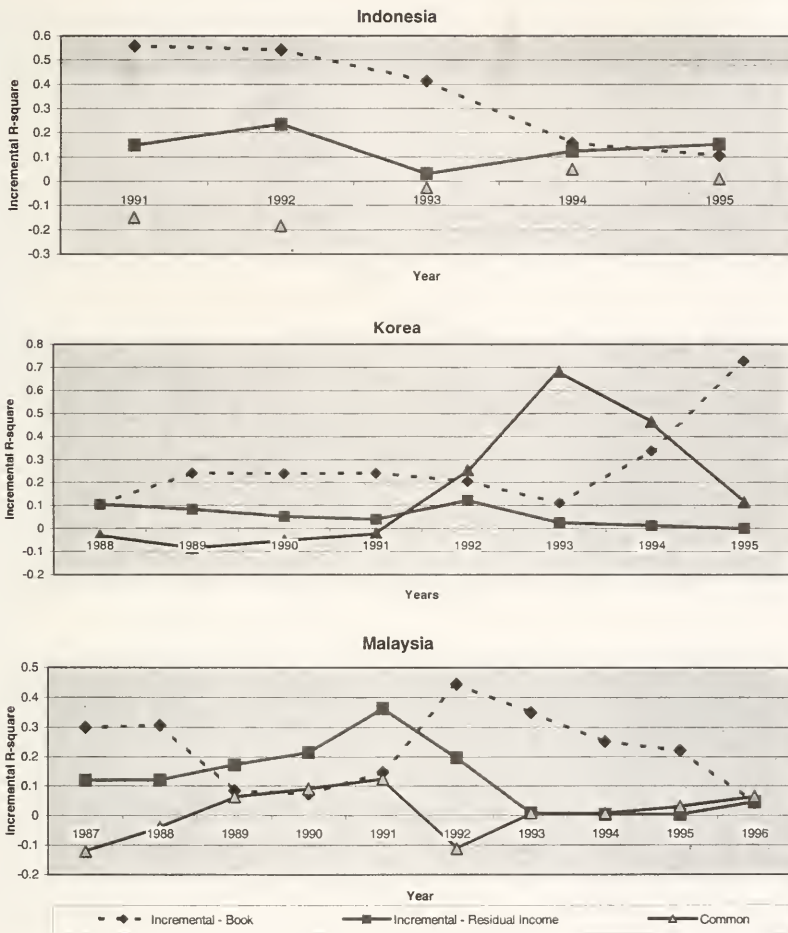 Indonesia
Incremental R-square
0.6
0.5
0.4
0.3
0.2
0.1
0
-0.1
-0.2
-0.3
1991 1992 1993 1994 1995
Year
Korea
Incremental R-square
0.8
0.7
0.6
0.5
0.4
0.3
0.2
0.1
0
-0.1
-0.2
1988 1989 1990 1991 1992 1993 1994 1995
Years
Malaysia
Incremental R-square
0.5
0.4
0.3
0.2
0.1
0
-0.1
-0.2
1987 1988 1989 1990 1991 1992 1993 1994 1995 1996
Year
Incremental - Book Incremental - Residual Income Common